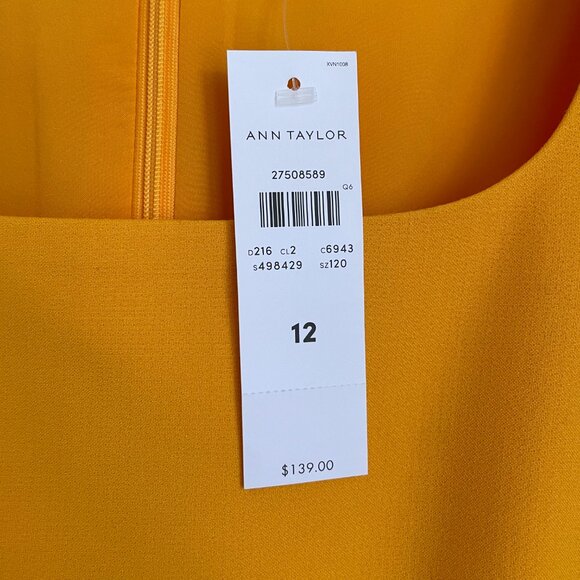 XVN1008
ANN TAYLOR
27508589
Q6
D216 CL2 C6943
S498429 SZ120
12
$139.00